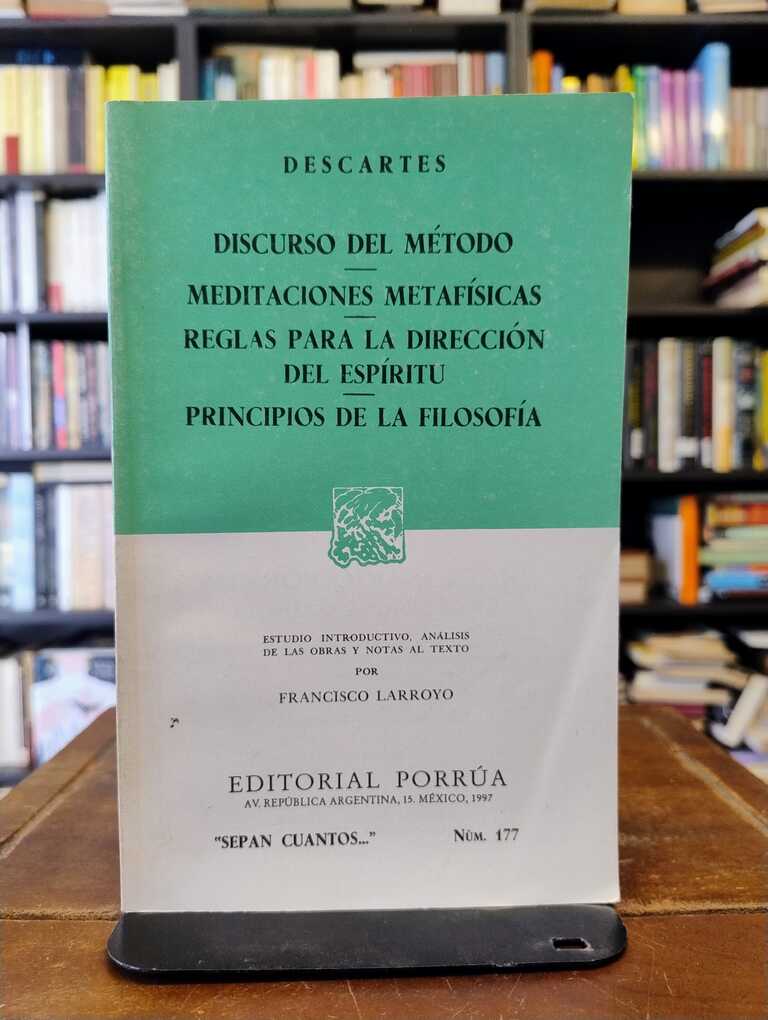 DESCARTES
DISCURSO DEL MÉTODO
MEDITACIONES METAFÍSICAS
REGLAS PARA LA DIRECCIÓN
DEL ESPÍRITU
PRINCIPIOS DE LA FILOSOFÍA
ESTUDIO INTRODUCTIVO, ANÁLISIS
DE LAS OBRAS Y NOTAS AL TEXTO
POR
FRANCISCO LARROYO
EDITORIAL PORRÚA
AV. REPÚBLICA ARGENTINA, 15. MÉXICO, 1997
“SEPAN CUANTOS...” NÚM. 177